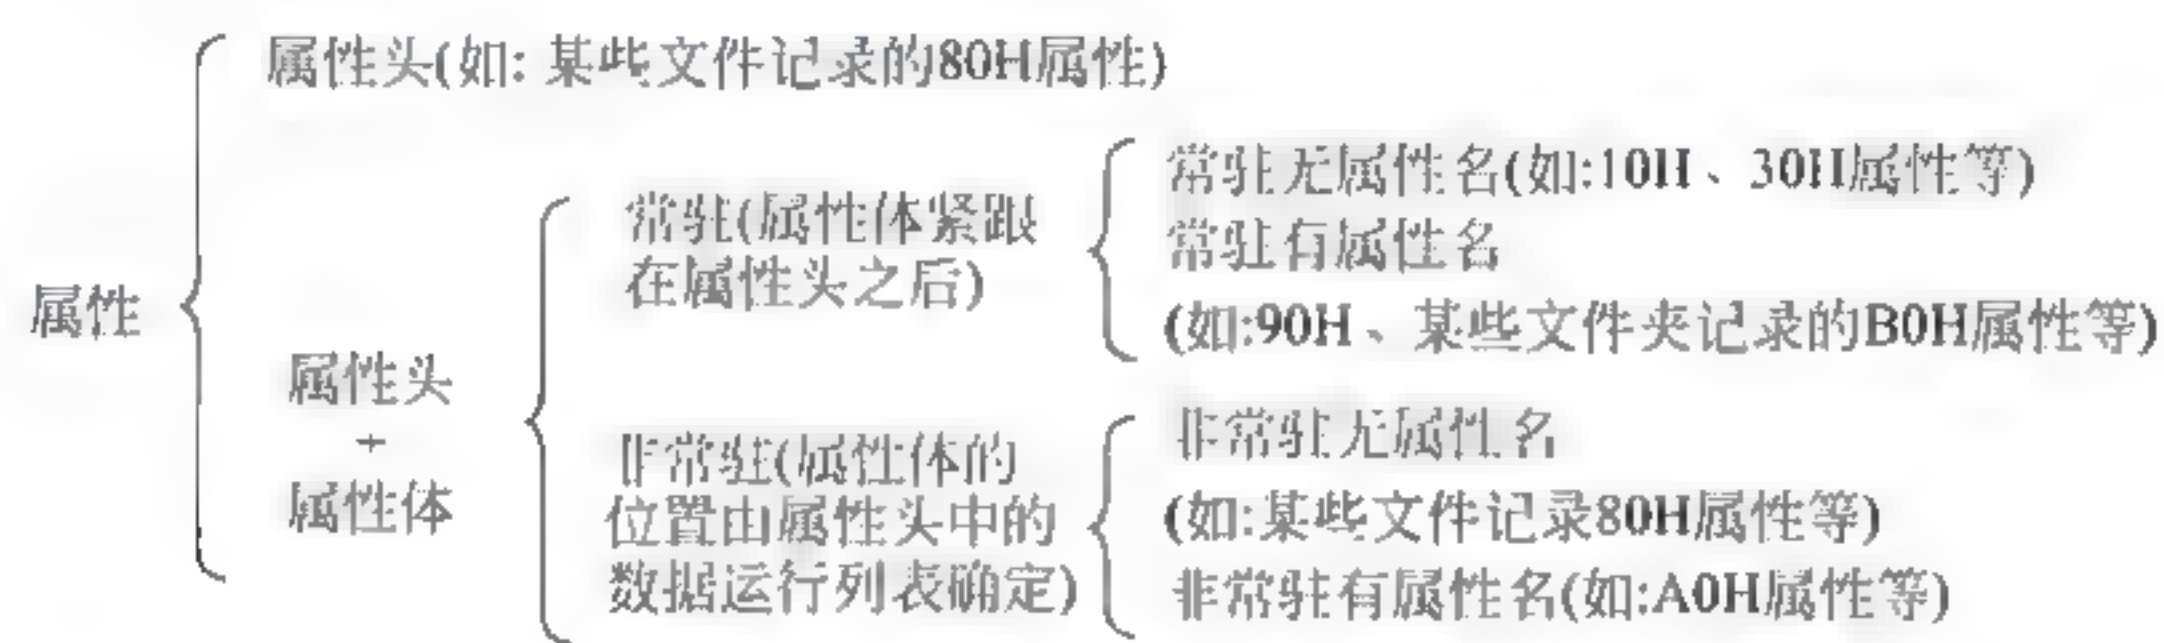 属性
属性头(如: 某些文件记录的80H属性)
属性头
+
属性体
常驻(属性体紧跟
在属性头之后)
常驻无属性名(如:10H、30H属性等)
常驻有属性名
(如:90H、某些文件夹记录的B0H属性等)
非常驻(属性体的
位置由属性头中的
数据运行列表确定)
非常驻无属性名
(如:某些文件记录80H属性等)
非常驻有属性名(如:A0H属性等)